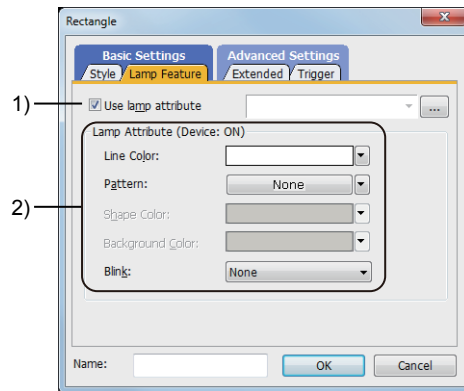 Rectangle
Basic Settings Advanced Settings
Style Lamp Feature Extended Trigger
1) Use lamp attribute ...
Lamp Attribute (Device: ON)
Line Color:
Pattern: None
2) Shape Color:
Background Color:
Blink: None
Name: OK Cancel